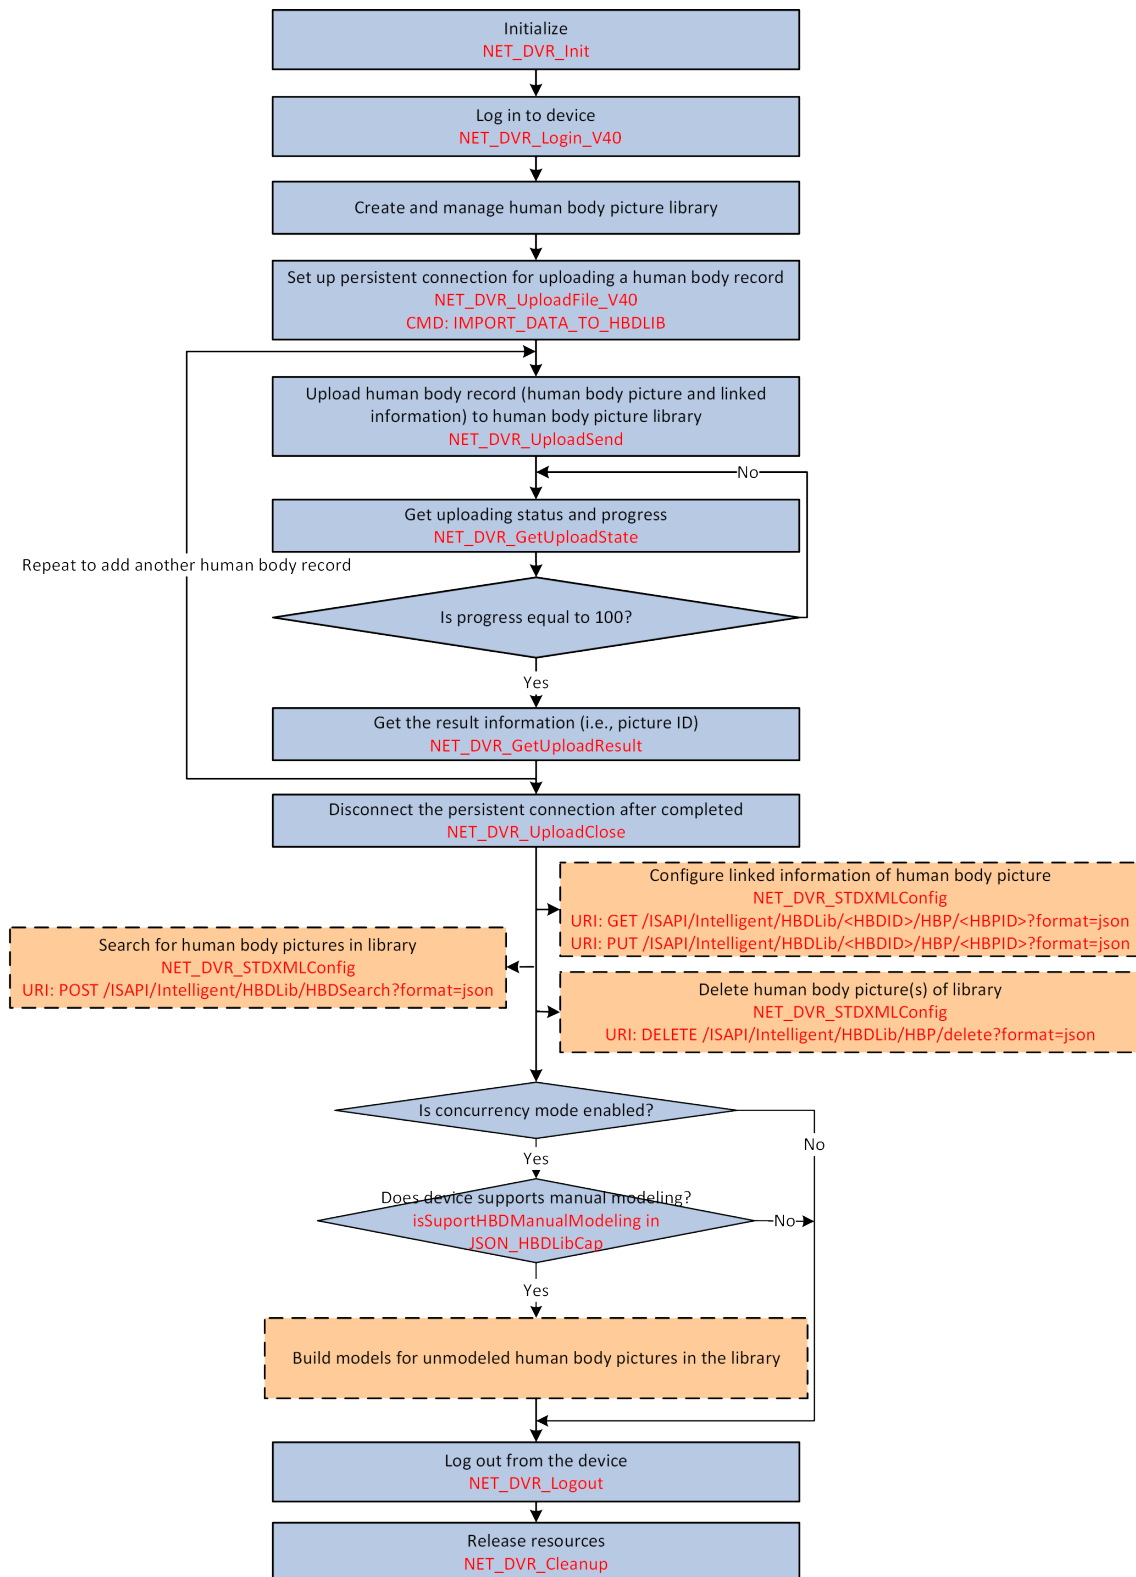 Initialize
NET_DVR_Init
Log in to device
NET_DVR_Login_V40
Create and manage human body picture library
Set up persistent connection for uploading a human body record
NET_DVR_UploadFile_V40
CMD: IMPORT_DATA_TO_HBDLIB
Upload human body record (human body picture and linked
information) to human body picture library
NET_DVR_UploadSend
No
Get uploading status and progress
NET_DVR_GetUploadState
Repeat to add another human body record
Is progress equal to 100?
Yes
Get the result information (i.e., picture ID)
NET_DVR_GetUploadResult
Disconnect the persistent connection after completed
NET_DVR_UploadClose
Configure linked information of human body picture
NET_DVR_STDXMLConfig
URI: GET /ISAPI/Intelligent/HBDLib/<HBDID>/HBP/<HBPID>?format=json
URI: PUT /ISAPI/Intelligent/HBDLib/<HBDID>/HBP/<HBPID>?format=json
Search for human body pictures in library
NET_DVR_STDXMLConfig
URI: POST /ISAPI/Intelligent/HBDLib/HBDSearch?format=json
Delete human body picture(s) of library
NET_DVR_STDXMLConfig
URI: DELETE /ISAPI/Intelligent/HBDLib/HBP/delete?format=json
Is concurrency mode enabled?
No
Yes
Does device supports manual modeling?
isSuportHBDManualModeling in
JSON_HBDLibCap
No
Yes
Build models for unmodeled human body pictures in the library
Log out from the device
NET_DVR_Logout
Release resources
NET_DVR_Cleanup